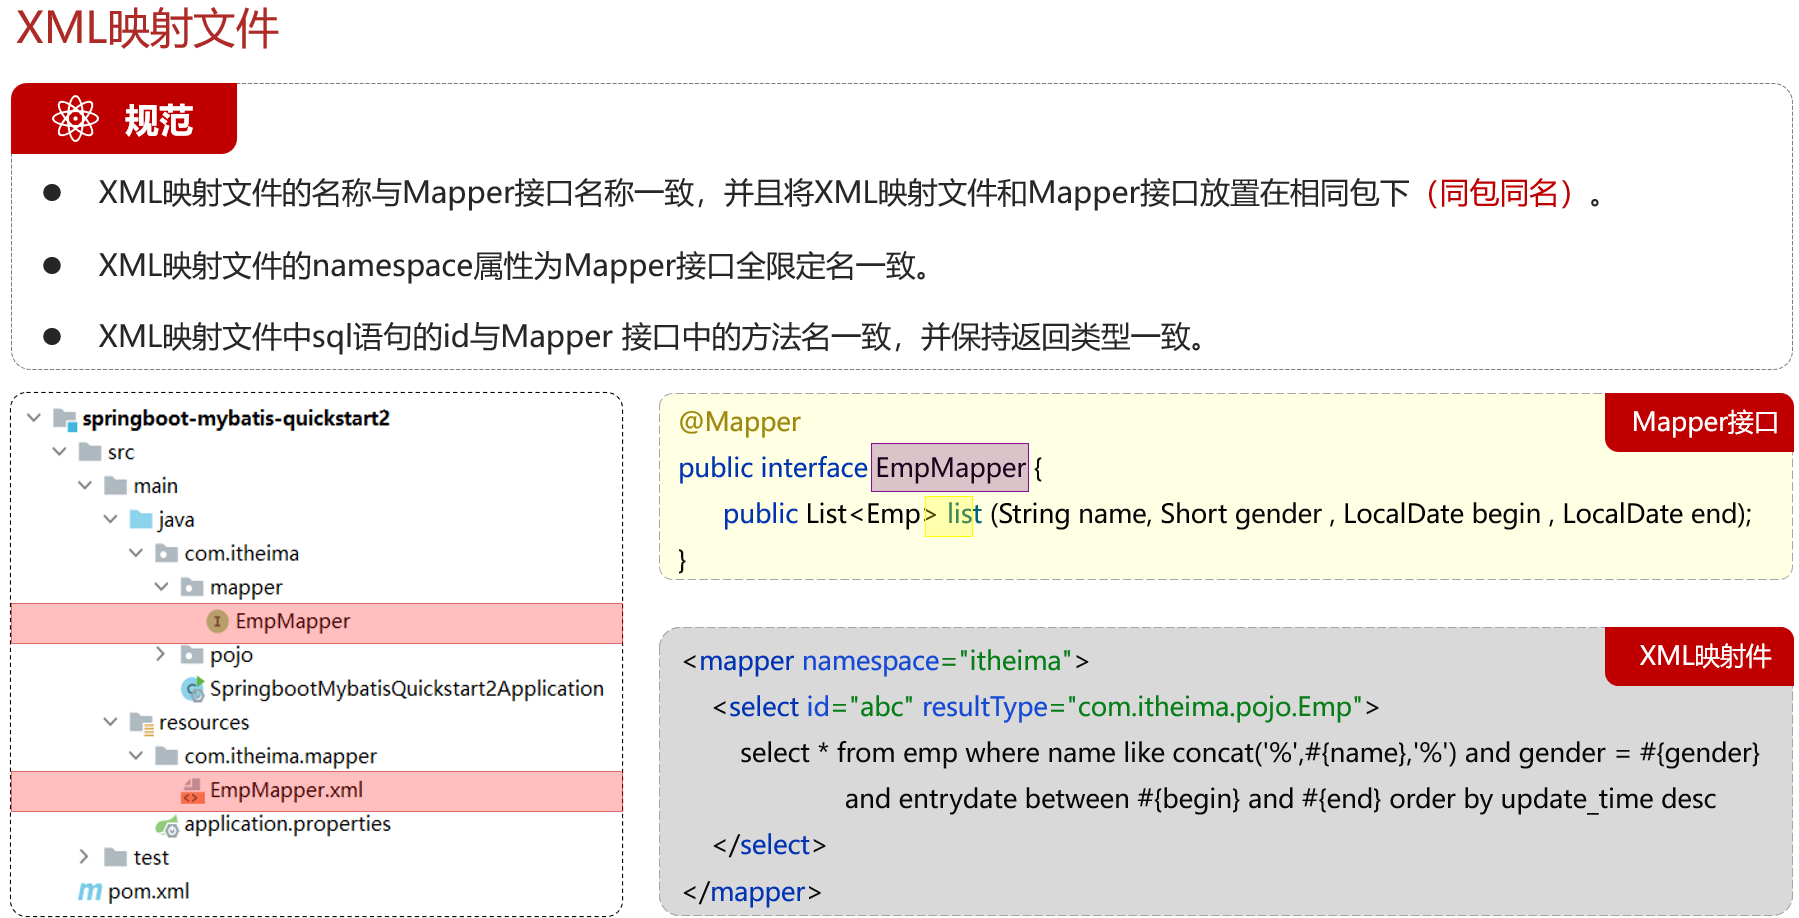 XML映射文件
规范
XML映射文件的名称与Mapper接口名称一致，并且将XML映射文件和Mapper接口放置在相同包下（同包同名）。
XML映射文件的namespace属性为Mapper接口全限定名一致。
XML映射文件中sql语句的id与Mapper 接口中的方法名一致，并保持返回类型一致。
springboot-mybatis-quickstart2
src
main
java
com.itheima
mapper
EmpMapper
pojo
SpringbootMybatisQuickstart2Application
resources
com.itheima.mapper
EmpMapper.xml
application.properties
test
pom.xml
Mapper接口
@Mapper
public interface EmpMapper {
public List<Emp> list (String name, Short gender , LocalDate begin , LocalDate end);
}
XML映射件
<mapper namespace="itheima">
<select id="abc" resultType="com.itheima.pojo.Emp">
select * from emp where name like concat('%',#{name},'%') and gender = #{gender}
and entrydate between #{begin} and #{end} order by update_time desc
</select>
</mapper>